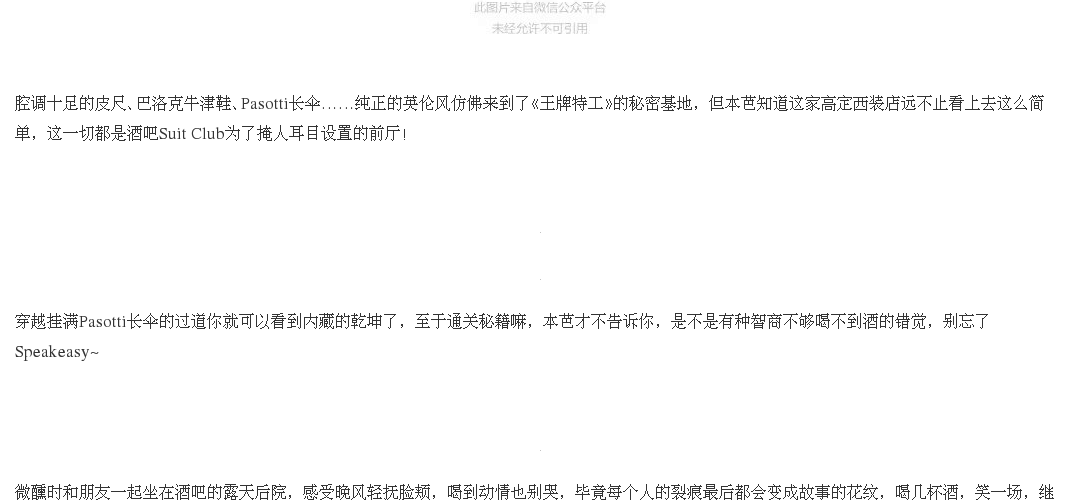 此图片来自微信公众平台
未经允许不可引用
腔调十足的皮尺、巴洛克牛津鞋、Pasotti长伞……纯正的英伦风仿佛来到了《王牌特工》的秘密基地，但本芭知道这家高定西装店远不止看上去这么简
单，这一切都是酒吧Suit Club为了掩人耳目设置的前厅！
穿越挂满Pasotti长伞的过道你就可以看到内藏的乾坤了，至于通关秘籍嘛，本芭才不告诉你，是不是有种智商不够喝不到酒的错觉，别忘了
Speakeasy~
微醺时和朋友一起坐在酒吧的露天后院，感受晚风轻抚脸颊，喝到动情也别哭，毕竟每个人的裂痕最后都会变成故事的花纹，喝几杯酒，笑一场，继